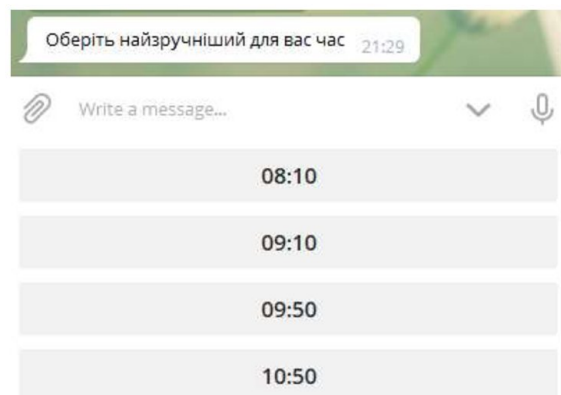 Оберіть найзручніший для вас час 21:29
Write a message...
08:10
09:10
09:50
10:50